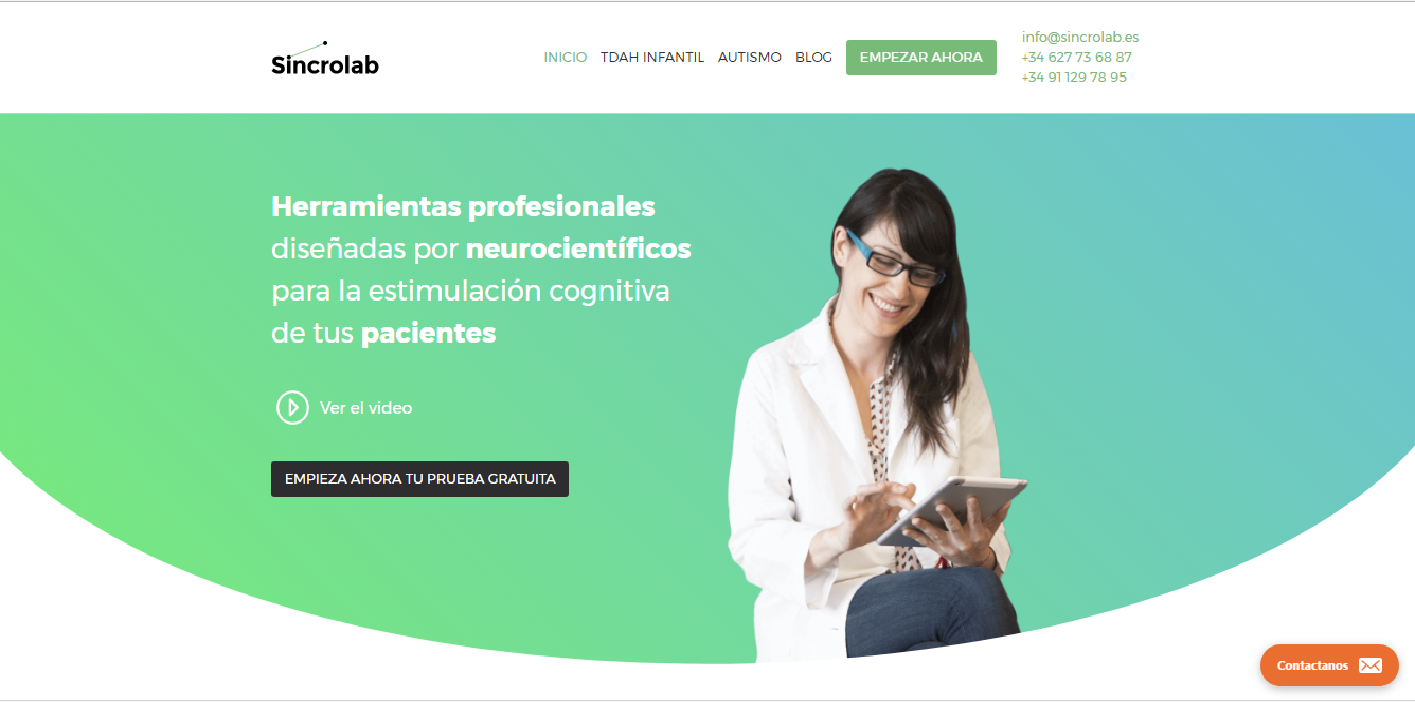 Sincrolab
INICIO TDAH INFANTIL AUTISMO BLOG EMPEZAR AHORA
info@sincrolab.es
+34 627 73 68 87
+34 91 129 78 95
Herramientas profesionales
diseñadas por neurocientíficos
para la estimulación cognitiva
de tus pacientes
Ver el video
EMPIEZA AHORA TU PRUEBA GRATUITA
Contactanos